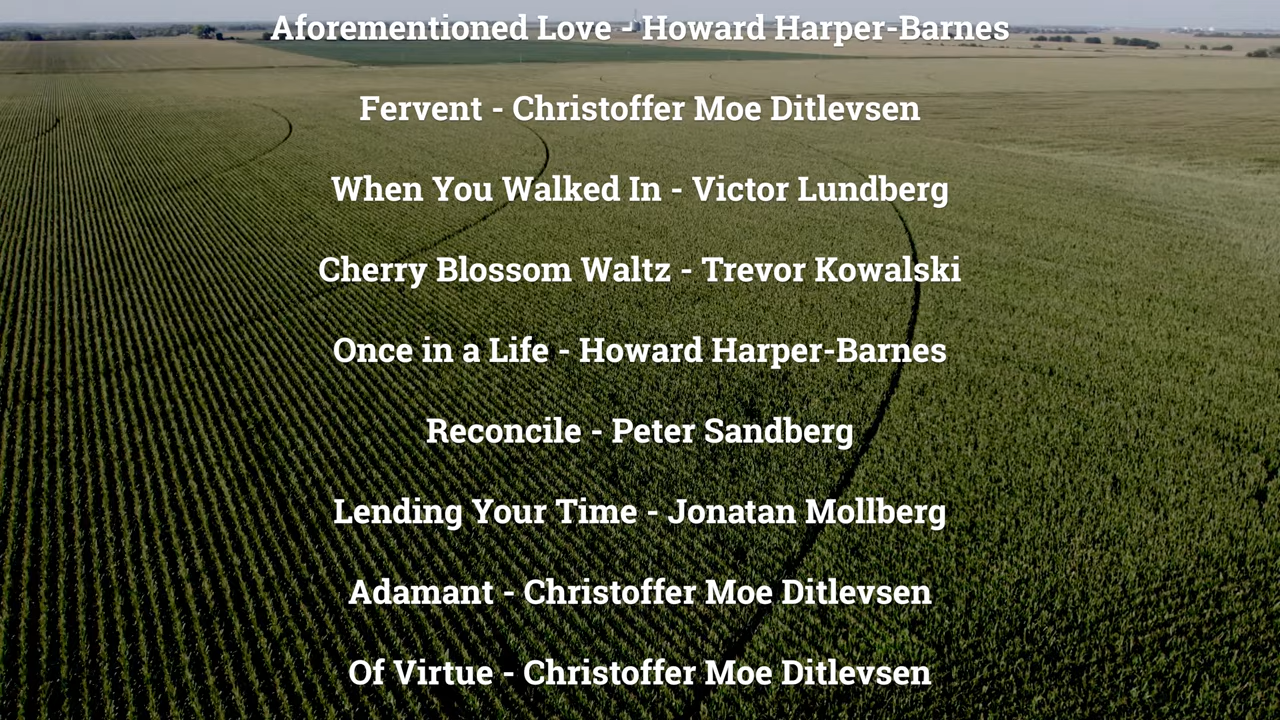 Aforementioned Love - Howard Harper-Barnes
Fervent - Christoffer Moe Ditlevsen
When You Walked In - Victor Lundberg
Cherry Blossom Waltz - Trevor Kowalski
Once in a Life - Howard Harper-Barnes
Reconcile - Peter Sandberg
Lending Your Time - Jonatan Mollberg
Adamant - Christoffer Moe Ditlevsen
Of Virtue - Christoffer Moe Ditlevsen